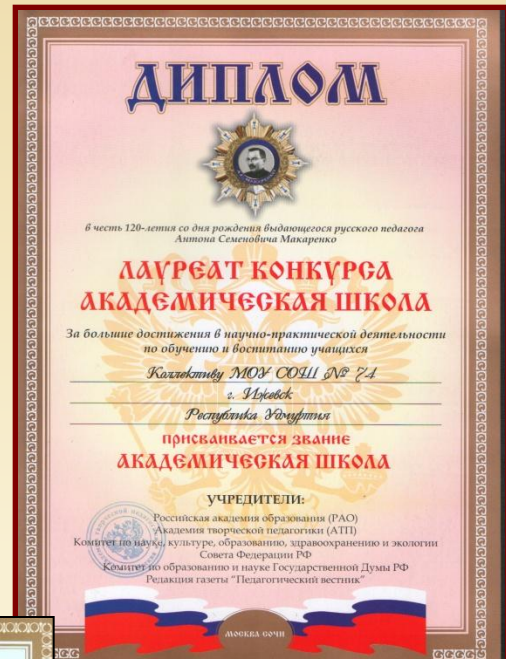 ДИПЛОМ
в честь 120-летия со дня рождения выдающегося русского педагога
Антона Семеновича Макаренко
ЛАУРЕАТ КОНКУРСА
АКАДЕМИЧЕСКАЯ ШКОЛА
За большие достижения в научно-практической деятельности
по обучению и воспитанию учащихся
Коллективу МОУ СОШ № 74
г. Ижевск
Республика Удмуртия
ПРИСВАИВАЕТСЯ ЗВАНИЕ
АКАДЕМИЧЕСКАЯ ШКОЛА
УЧРЕДИТЕЛИ:
Российская академия образования (РАО)
Академия творческой педагогики (АТП)
Комитет по науке, культуре, образованию, здравоохранению и экологии
Совета Федерации РФ
Комитет по образованию и науке Государственной Думы РФ
Редакция газеты "Педагогический вестник"
МОСКВА СОЧИ